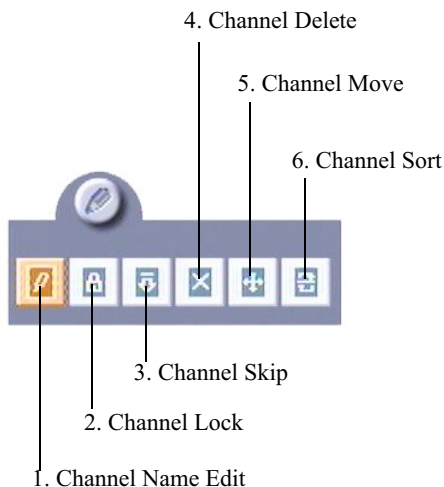 4. Channel Delete
5. Channel Move
6. Channel Sort
3. Channel Skip
2. Channel Lock
1. Channel Name Edit